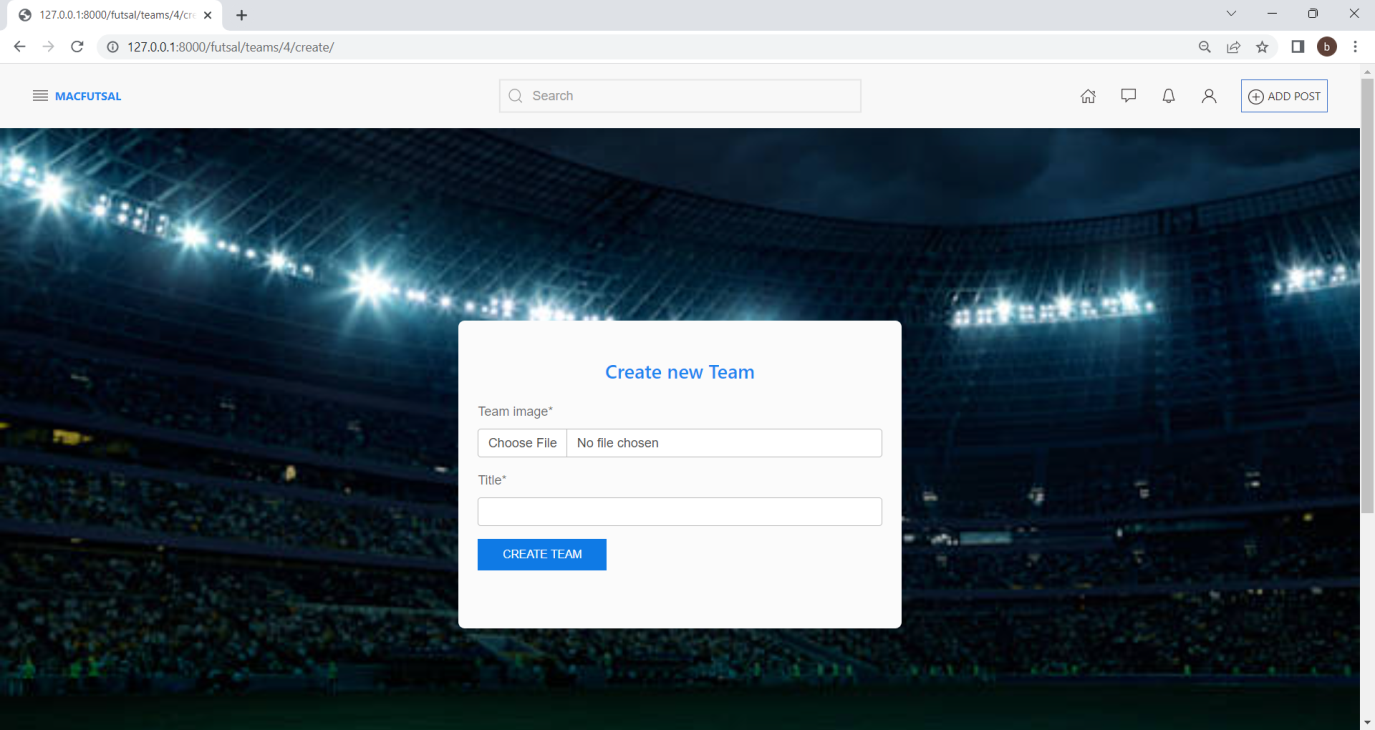 127.0.0.1:8000/futsal/teams/4/cre
127.0.0.1:8000/futsal/teams/4/create/
b
MACFUTSAL
Search
ADD POST
Create new Team
Team image*
Choose File No file chosen
Title*
CREATE TEAM